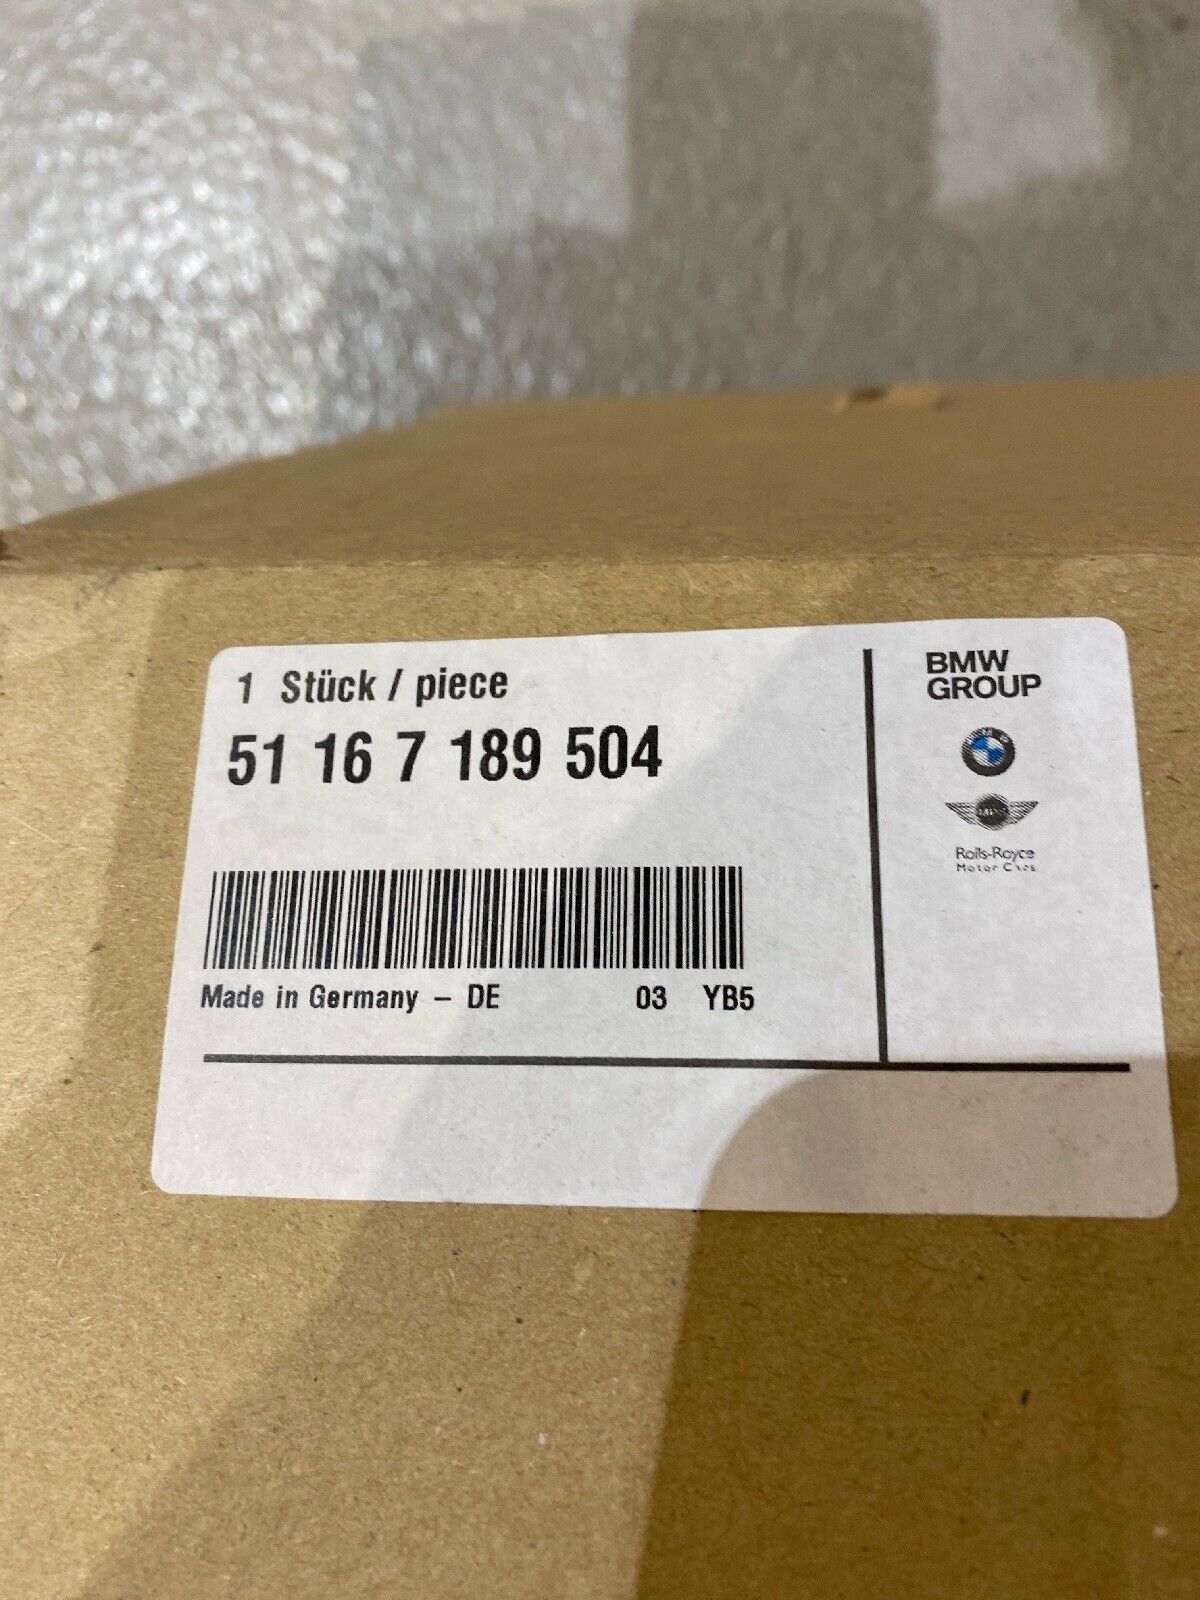 1 Stück / piece
51 16 7 189 504
Made in Germany - DE 03 YB5
BMW
GROUP
Rolls-Royce
Motor Cars